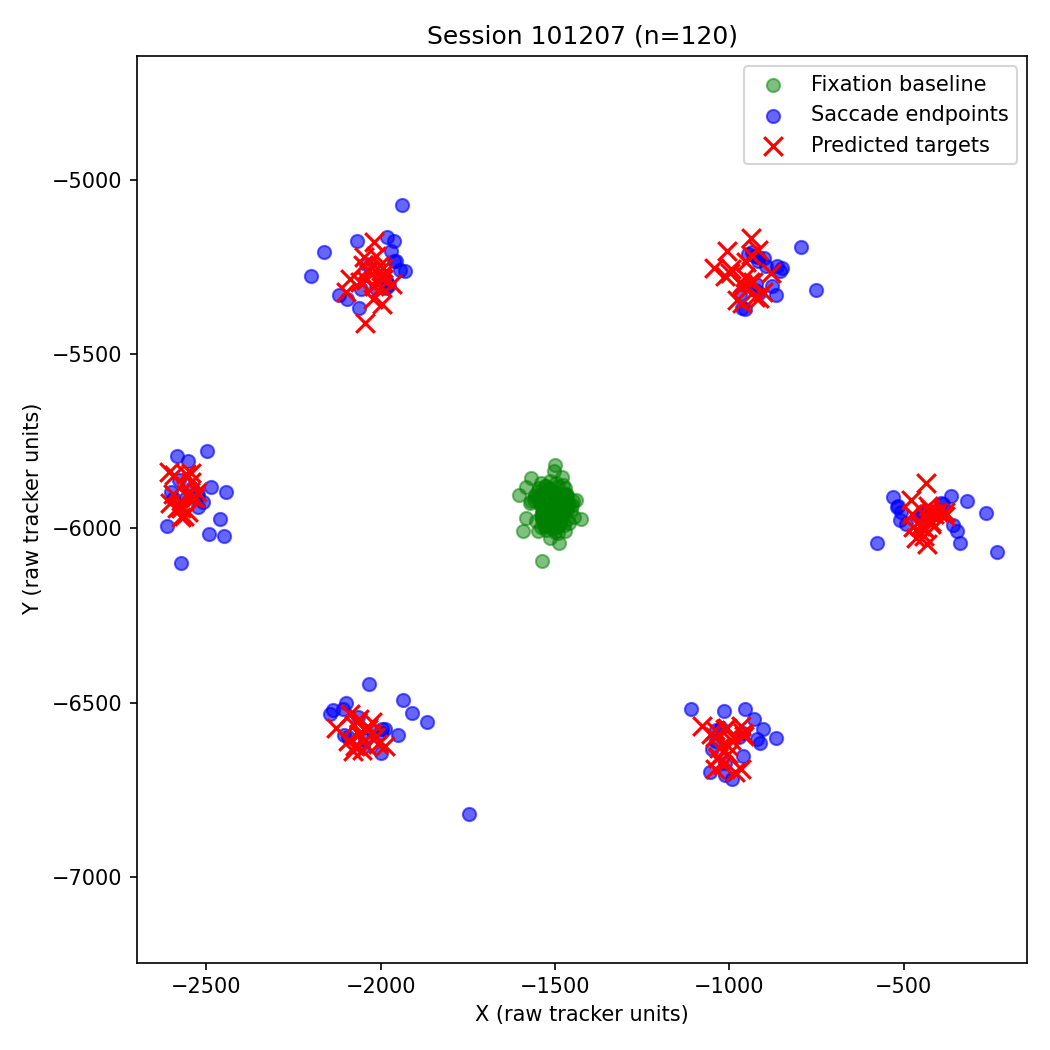 Session 101207 (n=120)
Fixation baseline
Saccade endpoints
Predicted targets
−5000
−5500
−6000
−6500
−7000
Y (raw tracker units)
−2500
−2000
−1500
−1000
−500
X (raw tracker units)